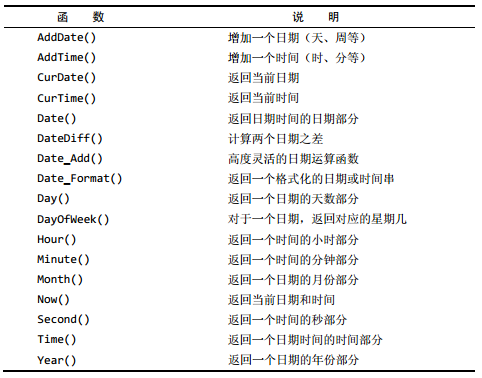 函 数 说 明
AddDate() 增加一个日期（天、周等）
AddTime() 增加一个时间（时、分等）
CurDate() 返回当前日期
CurTime() 返回当前时间
Date() 返回日期时间的日期部分
DateDiff() 计算两个日期之差
Date_Add() 高度灵活的日期运算函数
Date_Format() 返回一个格式化的日期或时间串
Day() 返回一个日期的天数部分
DayOfWeek() 对于一个日期，返回对应的星期几
Hour() 返回一个时间的小时部分
Minute() 返回一个时间的分钟部分
Month() 返回一个日期的月份部分
Now() 返回当前日期和时间
Second() 返回一个时间的秒部分
Time() 返回一个日期时间的时间部分
Year() 返回一个日期的年份部分